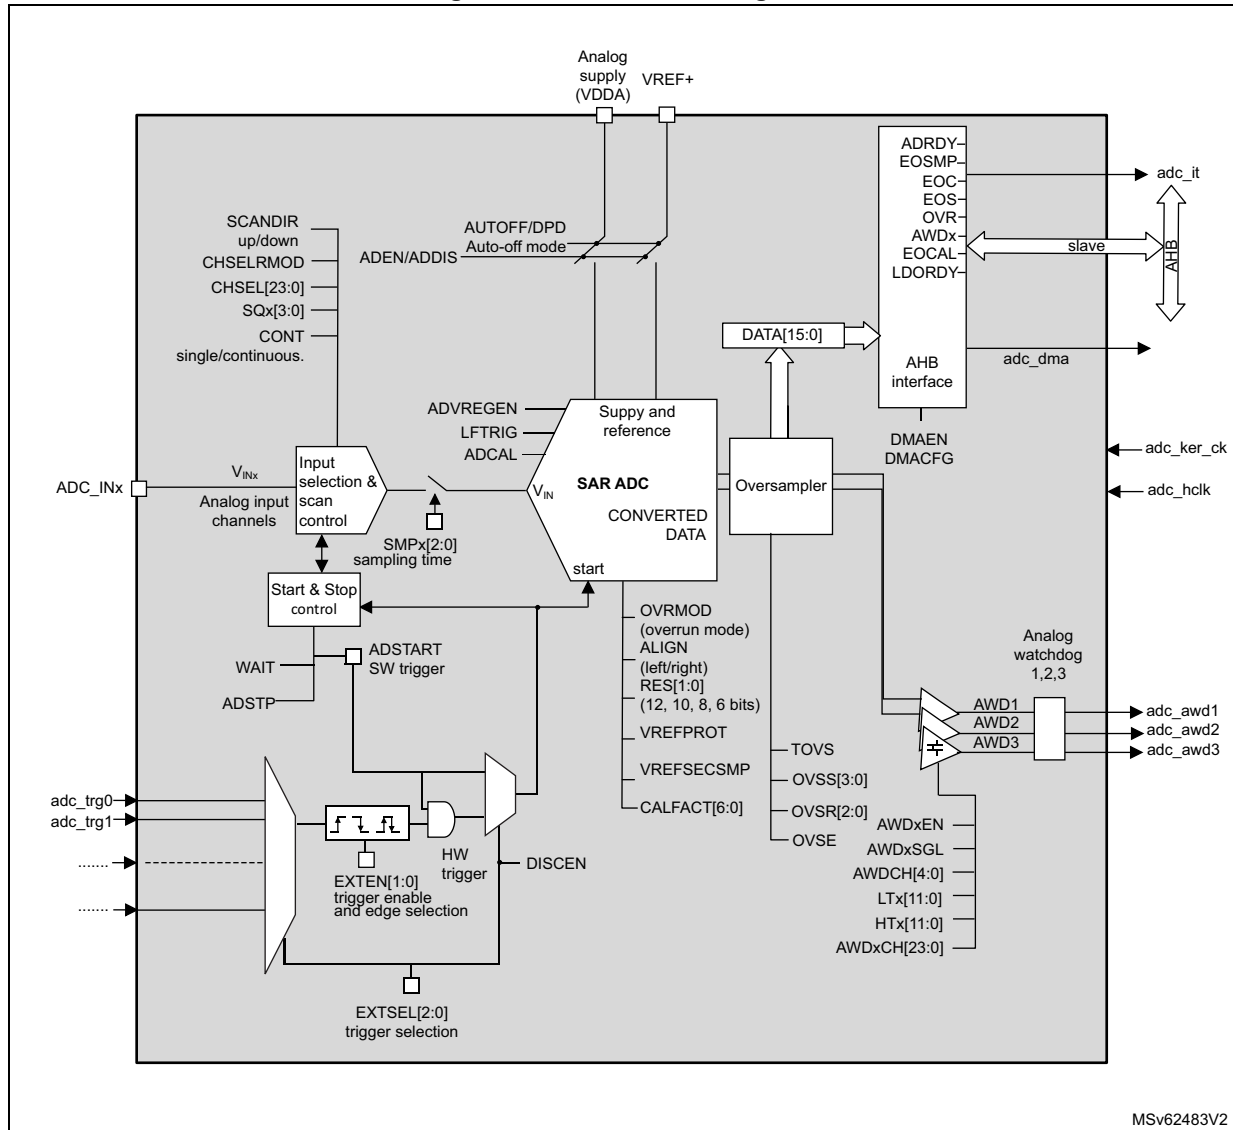 Analog
supply
(VDDA)
VREF+
ADRDY
EOSMP
EOC
EOS
OVR
AWDx
EOCAL
LDORDY
AHB
interface
adc_it
slave
AHB
adc_dma
DMAEN
DMACFG
SCANDIR
up/down
CHSELRMOD
CHSEL[23:0]
SQx[3:0]
CONT
single/continuous.
AUTOFF/DPD
Auto-off mode
ADEN/ADDIS
DATA[15:0]
ADVREGEN
LFTRIG
ADCAL
Suppy and
reference
SAR ADC
VIN
CONVERTED
DATA
start
Oversampler
adc_ker_ck
adc_hclk
ADC_INx
VINx
Analog input
channels
Input
selection &
scan
control
SMPx[2:0]
sampling time
Start & Stop
control
ADSTART
SW trigger
WAIT
ADSTP
OVRMOD
(overrun mode)
ALIGN
(left/right)
RES[1:0]
(12, 10, 8, 6 bits)
VREFPROT
VREFSECSMP
CALFACT[6:0]
TOVS
OVSS[3:0]
OVSR[2:0]
OVSE
Analog
watchdog
1,2,3
AWD1
AWD2
AWD3
adc_awd1
adc_awd2
adc_awd3
AWDxEN
AWDxSGL
AWDCH[4:0]
LTx[11:0]
HTx[11:0]
AWDxCH[23:0]
adc_trg0
adc_trg1
.......
.......
HW
trigger
DISCEN
EXTEN[1:0]
trigger enable
and edge selection
EXTSEL[2:0]
trigger selection
MSv62483V2